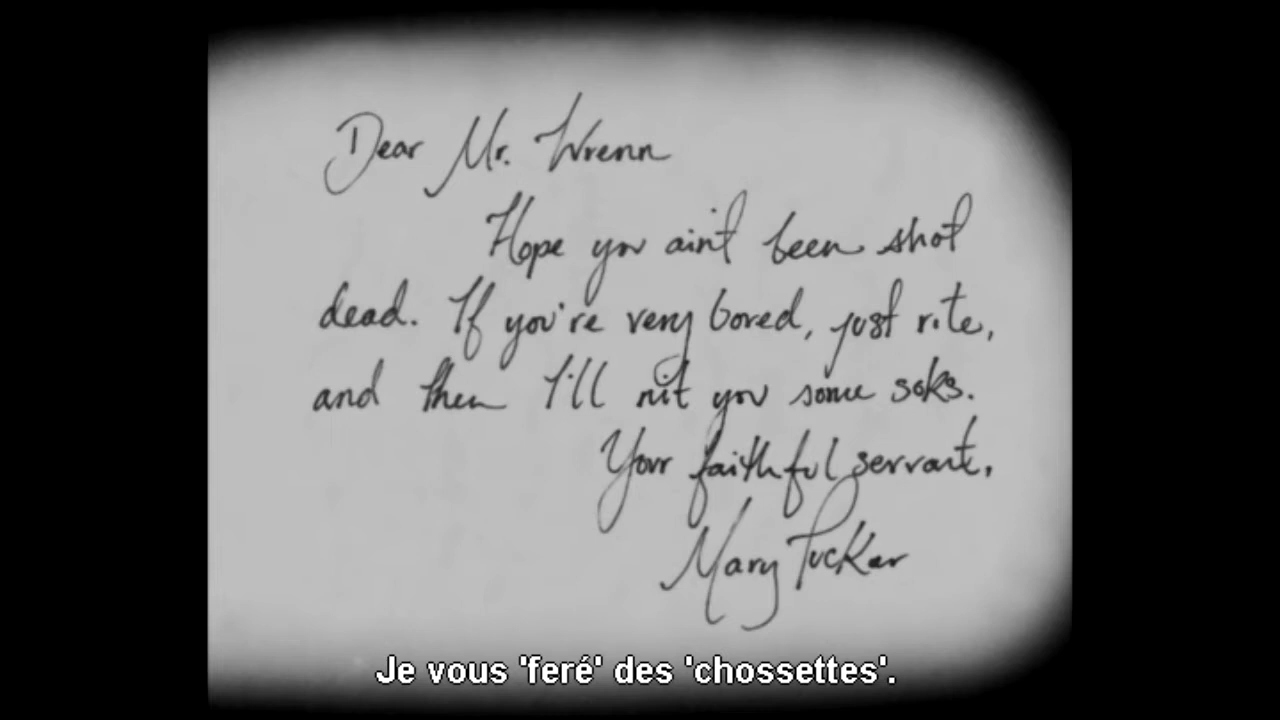 Dear Mr. Wrenn
Hope you ain't been shot
dead. If you're very bored, just rite,
and then I'll nit you some soks.
Your faithful servant,
Mary Tucker
Je vous 'feré' des 'chossettes'.